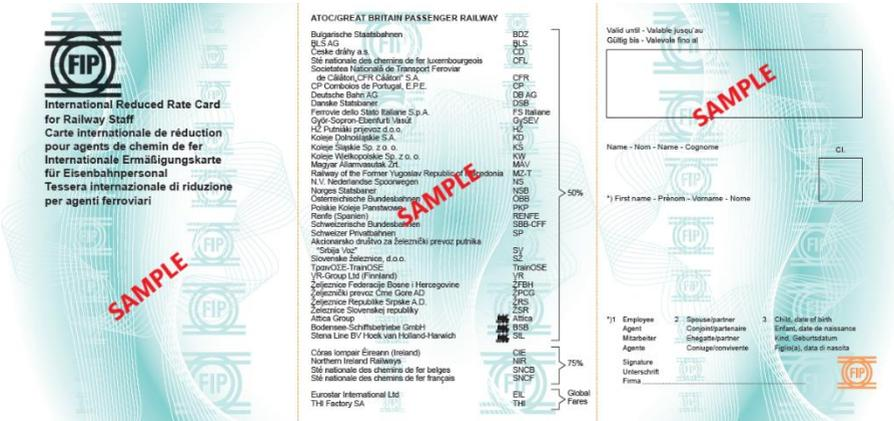 FIP
International Reduced Rate Card
for Railway Staff
Carte internationale de réduction
pour agents de chemin de fer
Internationale Ermäßigungskarte
für Eisenbahnpersonal
Tessera internazionale di riduzione
per agenti ferroviari
SAMPLE
ATOC/GREAT BRITAIN PASSENGER RAILWAY
Bulgarische Staatsbahnen BDZ
BLS AG BLS
České dráhy a.s. ČD
Sté nationale des chemins de fer luxembourgeois CFL
Societatea Natională de Transport Feroviar
de Călători „CFR Căători” S.A. CFR
CP Comboios de Portugal, E.P.E. CP
Deutsche Bahn AG DB AG
Danske Statsbaner DSB
Ferrovie dello Stato Italiane S.p.A. FS Italiane
Győr-Sopron-Ebenfurti Vasút GySEV
HŽ Putnički prijevoz d.o.o. HŽ
Koleje Dolnośląskie S.A. KD
Koleje Śląskie Sp. z o. o. KŚ
Koleje Wielkopolskie Sp. z o. o. KW
Magyar Államvasutak Zrt. MAV
Railway of the Former Yugoslav Republic of Macedonia MZ-T
N.V. Nederlandse Spoorwegen NS
Norges Statsbaner NSB
Österreichische Bundesbahnen ÖBB
Polskie Koleje Panstwowe PKP
Renfe (Spanien) RENFE
Schweizerische Bundesbahnen SBB-CFF
Schweizer Privatbahnen SP
Akcionarsko društvo za železnički prevoz putnika
"Srbija Voz" SV
Slovenske železnice, d.o.o. SŽ
ΤραινΟΣΕ-TrainOSE TrainOSE
VR-Group Ltd (Finnland) VR
Željeznice Federacije Bosne i Hercegovine ŽFBH
Željeznički prevoz Crne Gore AD ŽPCG
Željeznice Republike Srpske A.D. ŽRS
Železnice Slovenskej republiky ŽSR
Attica Group Attica
Bodensee-Schiffsbetriebe GmbH BSB
Stena Line BV Hoek van Holland-Harwich SIL
50%
Córas Iompair Éireann (Ireland) CIE
Northern Ireland Railways NIR
Sté nationale des chemins de fer belges SNCB
Sté nationale des chemins de fer français SNCF
75%
Eurostar International Ltd EIL
THI Factory SA THI
Global
Fares
SAMPLE
Valid until - Valable jusqu'au
Gültig bis - Valevole fino al
SAMPLE
Name - Nom - Name - Cognome
Cl.
*) First name - Prénom - Vorname - Nome
*)1 Employee 2 Spouse/partner 3 Child, date of birth
Agent Conjoint/partenaire Enfant, date de naissance
Mitarbeiter Ehegatte/partner Kind, Geburtsdatum
Agente Coniuge/convivente Figlio(a), data di nascita
Signature
Unterschrift
Firma
FIP